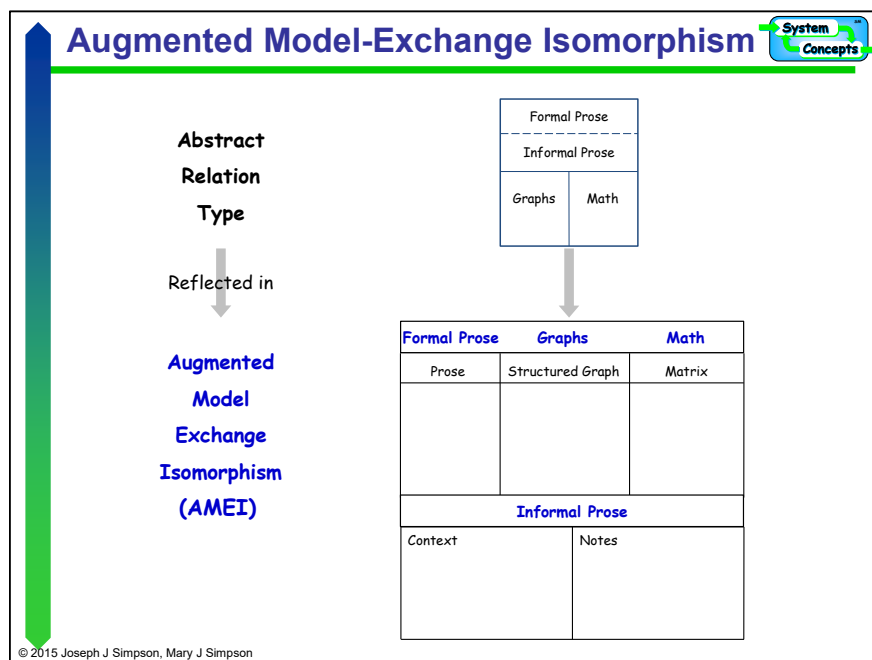 Augmented Model-Exchange Isomorphism
System
Concepts
Abstract
Relation
Type
Reflected in
Augmented
Model
Exchange
Isomorphism
(AMEI)
Formal Prose
Informal Prose
Graphs Math
Formal Prose Graphs Math
Prose Structured Graph Matrix
Informal Prose
Context Notes
© 2015 Joseph J Simpson, Mary J Simpson